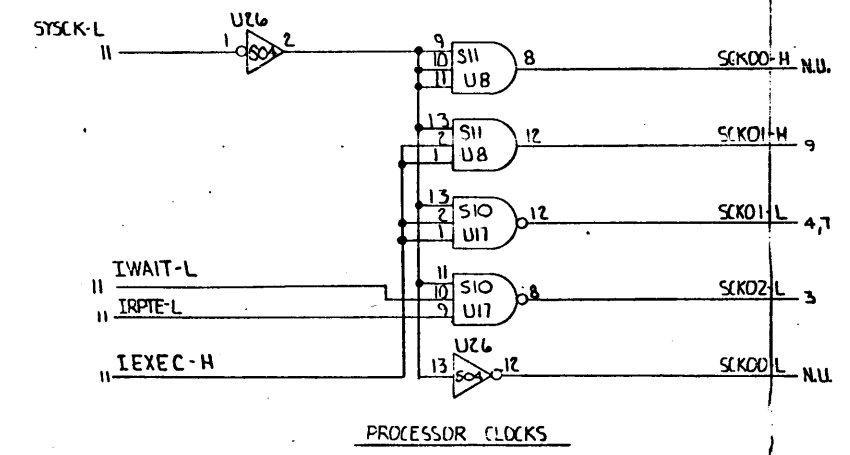 U26
SYSCK-L
11 1 S04 2
9 S11 8 SCK00-H N.U.
10
11 U8
13 S11 12 SCK01-H 9
2
1 U8
13 S10 12 SCK01-L 4,7
2
1 U17
IWAIT-L
11
11 S10 8 SCK02-L 3
10
9 U17
IRPTE-L
11
U26
IEXEC-H
11
13 S04 12 SCK00-L N.U.
PROCESSOR CLOCKS